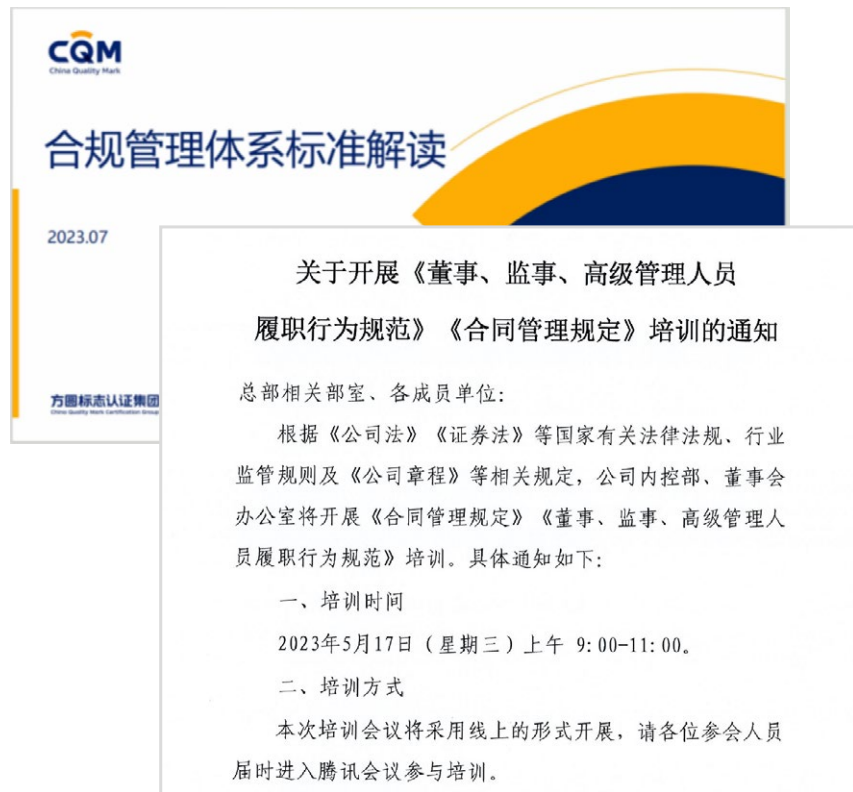 CQM
China Quality Mark
合规管理体系标准解读
2023.07
方圆标志认证集团
China Quality Mark Certification Group
关于开展《董事、监事、高级管理人员
履职行为规范》《合同管理规定》培训的通知
总部相关部室、各成员单位：
根据《公司法》《证券法》等国家有关法律法规、行业
监管规则及《公司章程》等相关规定，公司内控部、董事会
办公室将开展《合同管理规定》《董事、监事、高级管理人
员履职行为规范》培训。具体通知如下：
一、培训时间
2023年5月17日（星期三）上午 9:00-11:00。
二、培训方式
本次培训会议将采用线上的形式开展，请各位参会人员
届时进入腾讯会议参与培训。